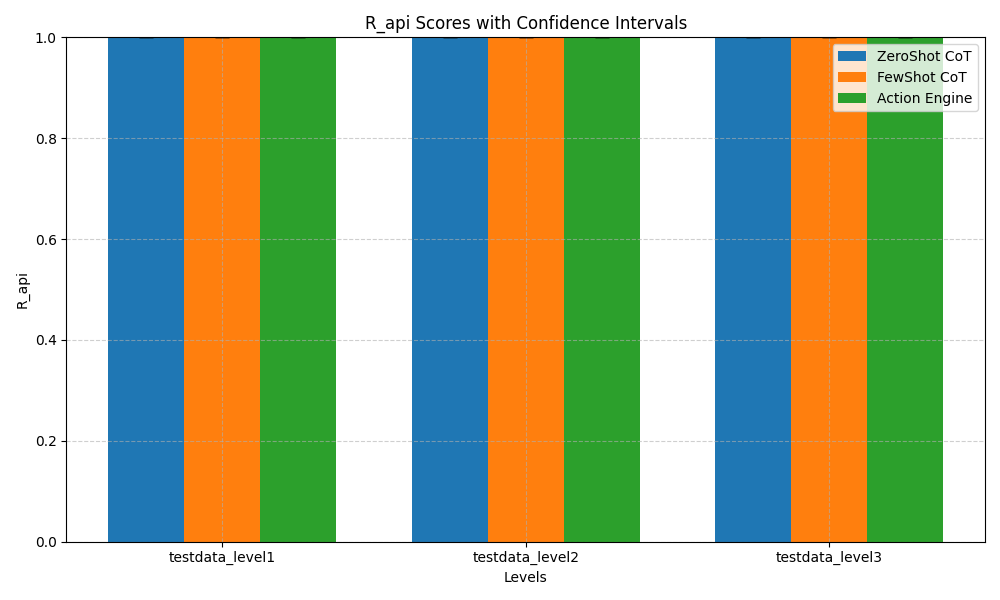 R_api Scores with Confidence Intervals
ZeroShot CoT
FewShot CoT
Action Engine
R_api
1.0
0.8
0.6
0.4
0.2
0.0
testdata_level1
testdata_level2
testdata_level3
Levels